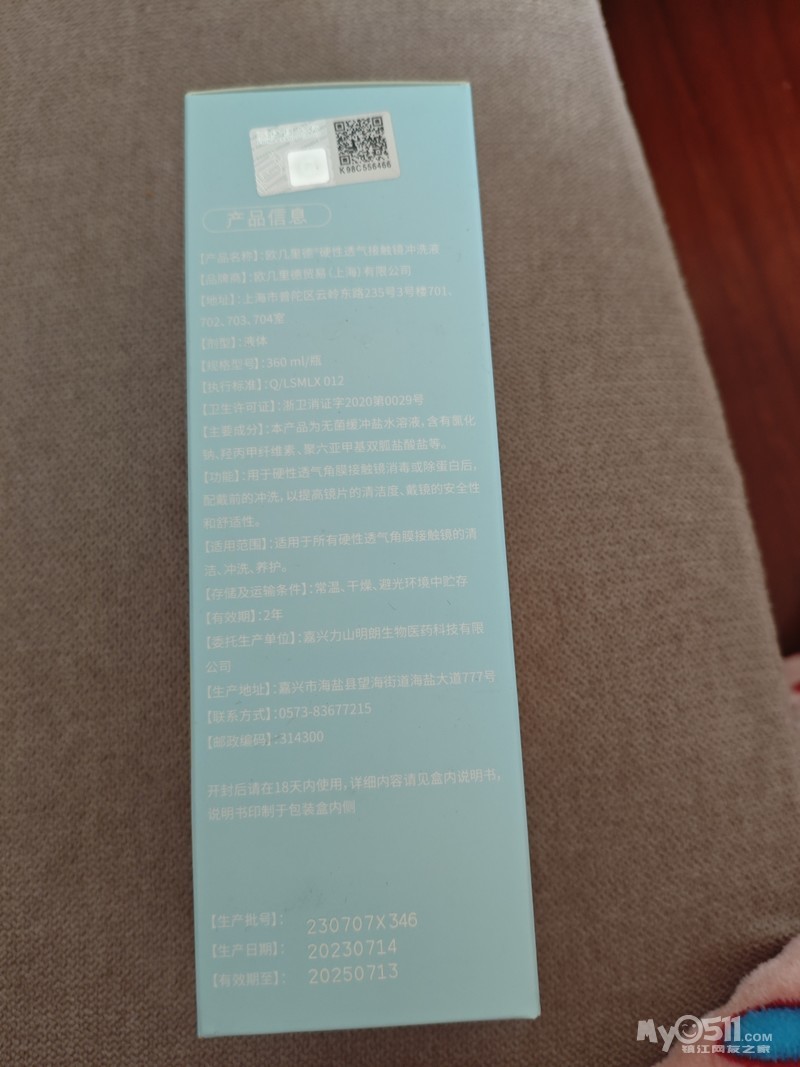 K98C556466
产品信息
【产品名称】:欧几里德®硬性透气接触镜冲洗液
【品牌商】:欧几里德贸易(上海)有限公司
【地址】:上海市普陀区云岭东路235号3号楼701、
702、703、704室
【剂型】:液体
【规格型号】:360 ml/瓶
【执行标准】:Q/LSMLX 012
【卫生许可证】:浙卫消证字2020第0029号
【主要成分】:本产品为无菌缓冲盐水溶液,含有氯化
钠、羟丙甲纤维素、聚六亚甲基双胍盐酸盐等。
【功能】:用于硬性透气角膜接触镜消毒或除蛋白后,
配戴前的冲洗,以提高镜片的清洁度、戴镜的安全性
和舒适性。
【适用范围】:适用于所有硬性透气角膜接触镜的清
洁、冲洗、养护。
【存储及运输条件】:常温、干燥、避光环境中贮存
【有效期】:2年
【委托生产单位】:嘉兴力山明朗生物医药科技有限
公司
【生产地址】:嘉兴市海盐县望海街道海盐大道777号
【联系方式】:0573-83677215
【邮政编码】:314300
开封后请在18天内使用,详细内容请见盒内说明书,
说明书印制于包装盒内侧
【生产批号】: 230707X346
【生产日期】: 20230714
【有效期至】: 20250713
My0511.COM
镇江网友之家